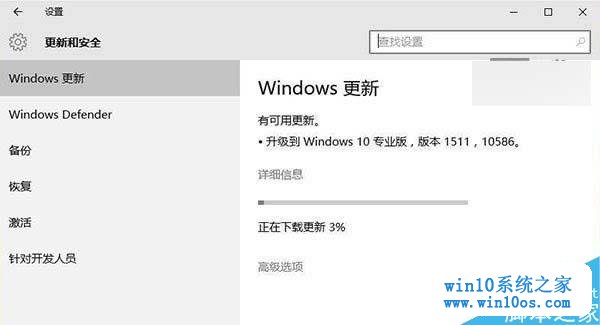 设置
更新和安全
查找设置
Windows 更新
Windows Defender
备份
恢复
激活
针对开发人员
Windows 更新
有可用更新。
• 升级到 Windows 10 专业版，版本 1511，10586。
详细信息
正在下载更新 3%
高级选项
win10系统之家
www.win10os.com
脚本之家